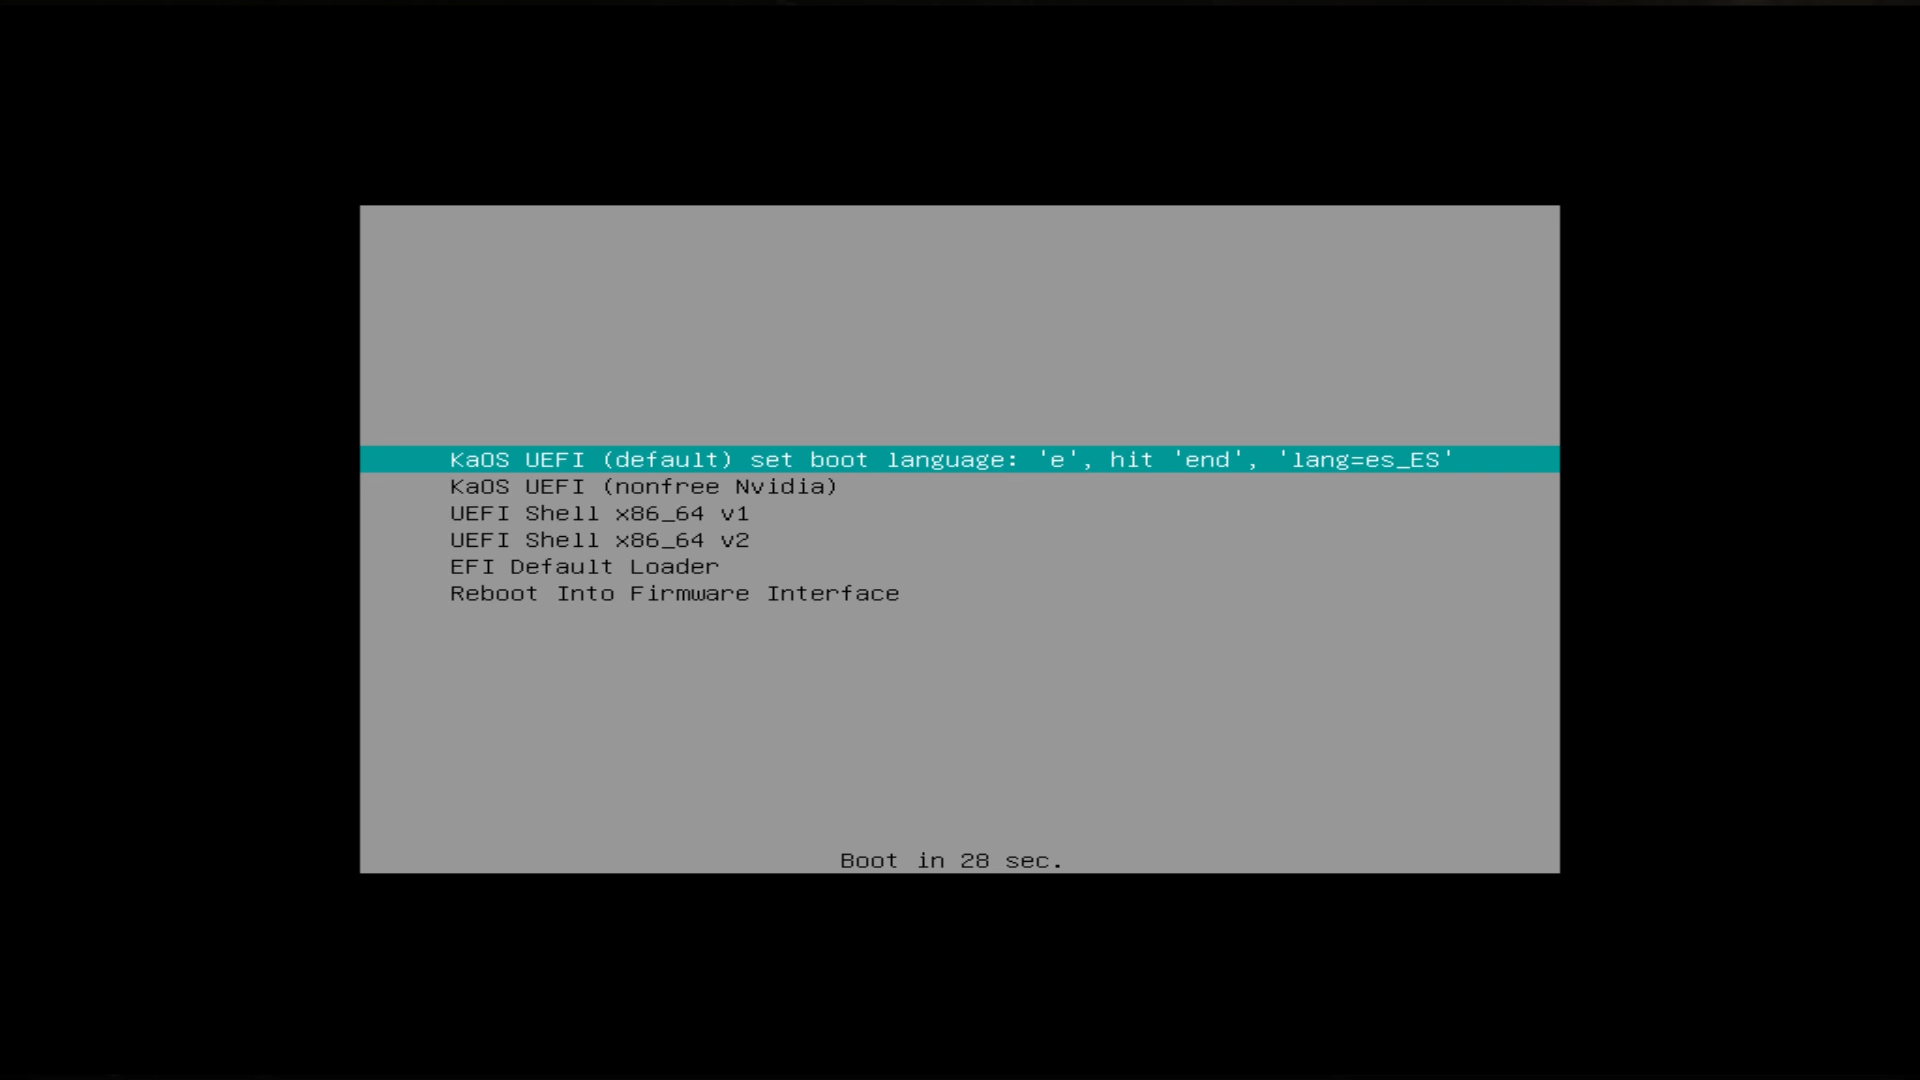 KaOS UEFI (default) set boot language: 'e', hit 'end', 'lang=es_ES'
KaOS UEFI (nonfree Nvidia)
UEFI Shell x86_64 v1
UEFI Shell x86_64 v2
EFI Default Loader
Reboot Into Firmware Interface
Boot in 28 sec.